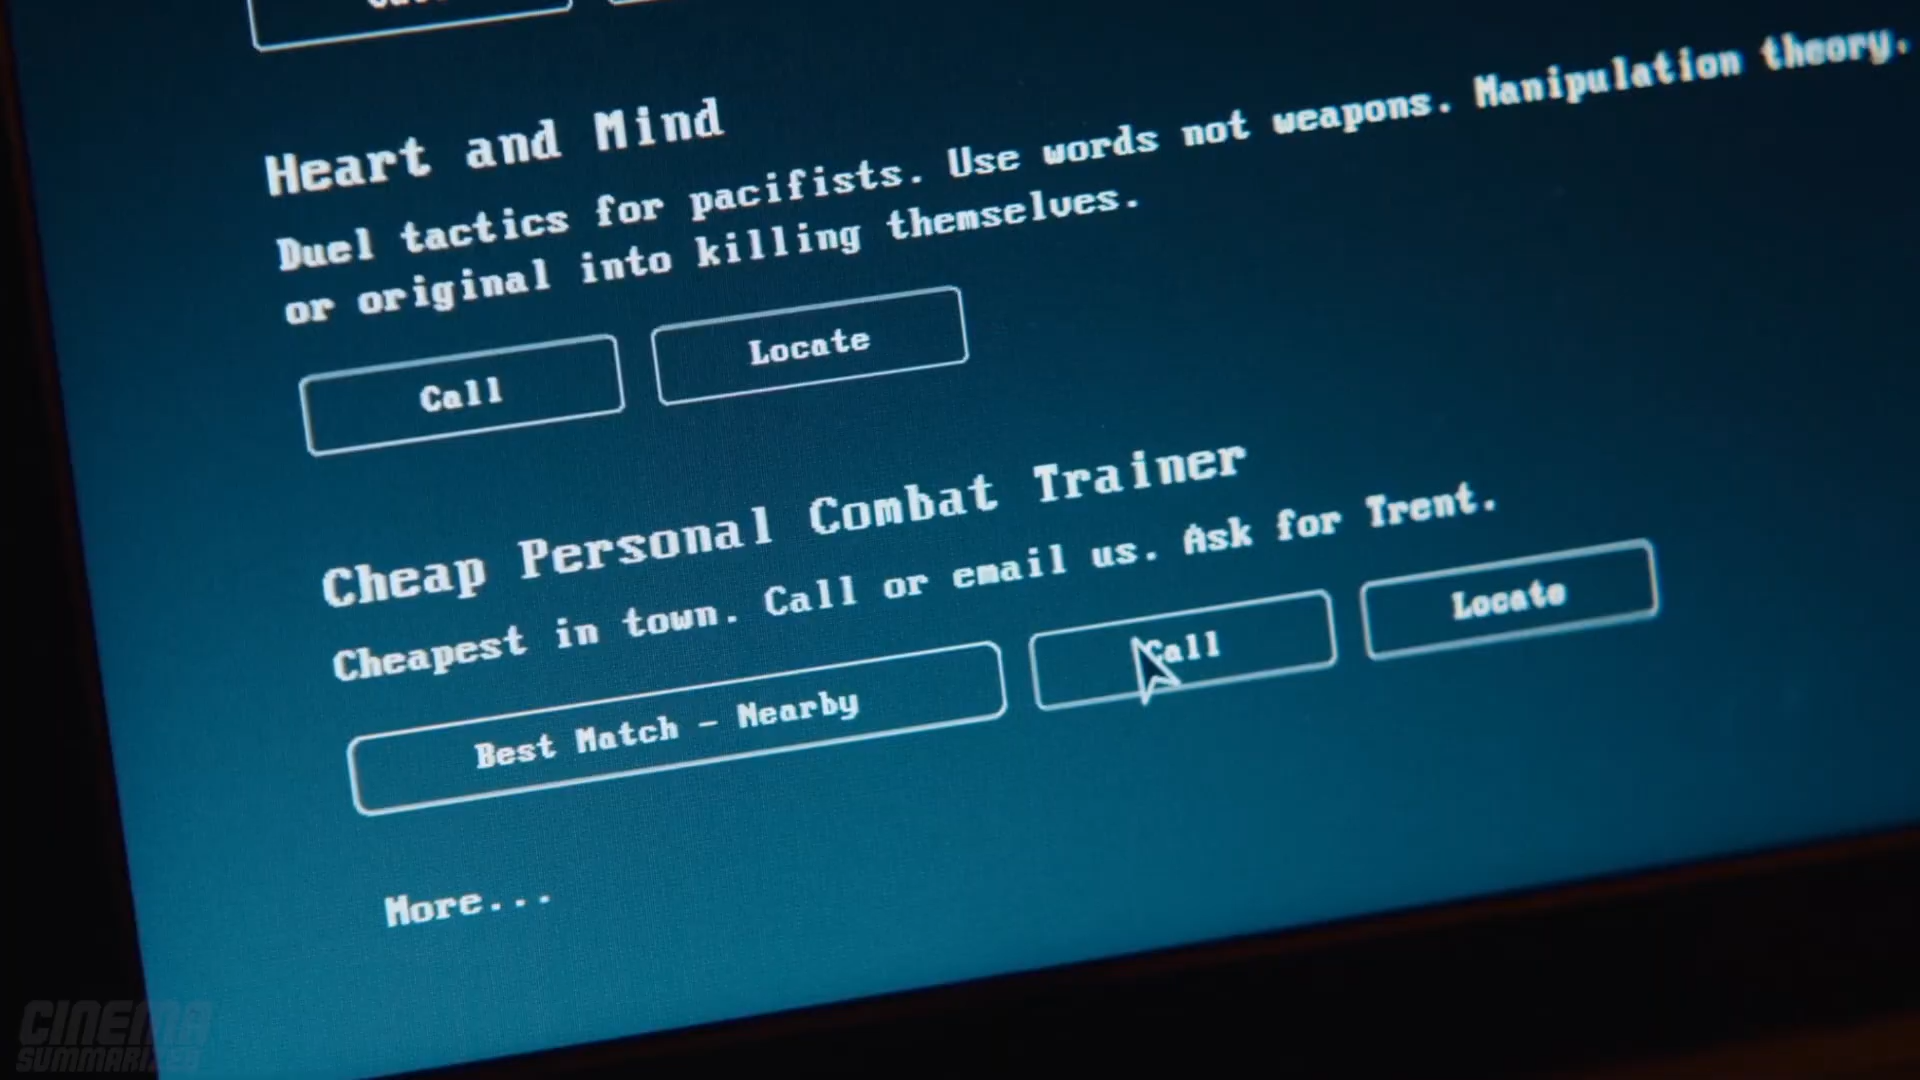 Heart and Mind
Duel tactics for pacifists. Use words not weapons. Manipulation theory.
or original into killing themselves.
Call
Locate
Cheap Personal Combat Trainer
Cheapest in town. Call or email us. Ask for Trent.
Best Match - Nearby
Call
Locate
More...
CINEMA
SUMMARIZED